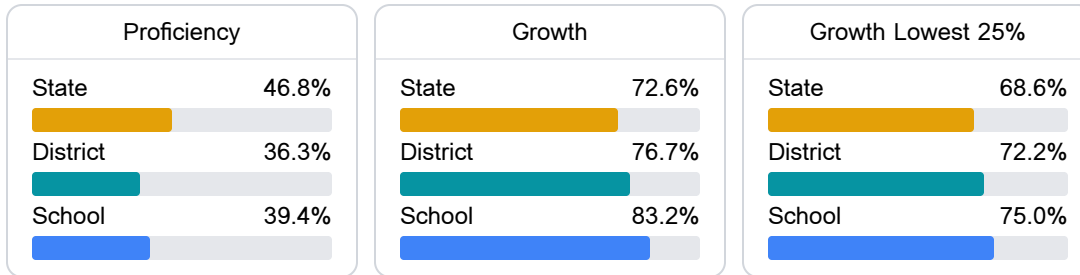 Proficiency
State 46.8%
District 36.3%
School 39.4%
Growth
State 72.6%
District 76.7%
School 83.2%
Growth Lowest 25%
State 68.6%
District 72.2%
School 75.0%